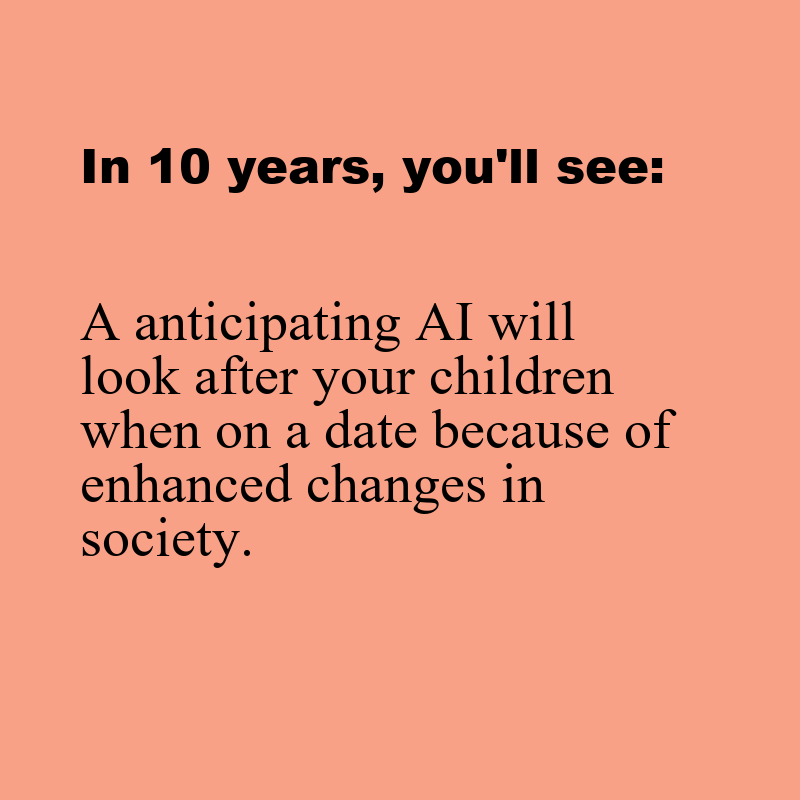 In 10 years, you'll see:
A anticipating AI will
look after your children
when on a date because of
enhanced changes in
society.